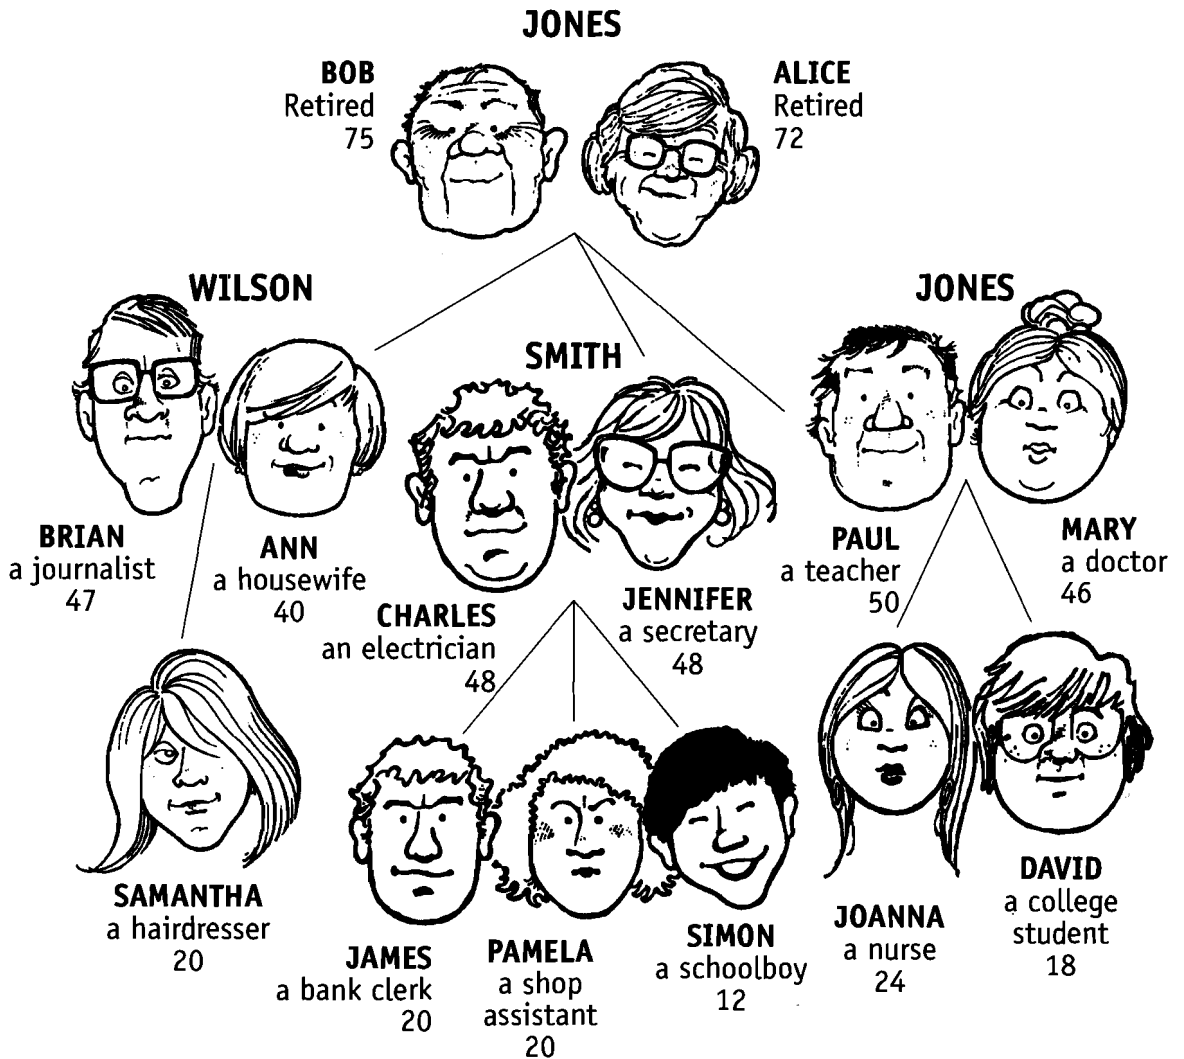 JONES
BOB
Retired
75
ALICE
Retired
72
WILSON
SMITH
JONES
BRIAN
a journalist
47
ANN
a housewife
40
CHARLES
an electrician
48
JENNIFER
a secretary
48
PAUL
a teacher
50
MARY
a doctor
46
SAMANTHA
a hairdresser
20
JAMES
a bank clerk
20
PAMELA
a shop
assistant
20
SIMON
a schoolboy
12
JOANNA
a nurse
24
DAVID
a college
student
18